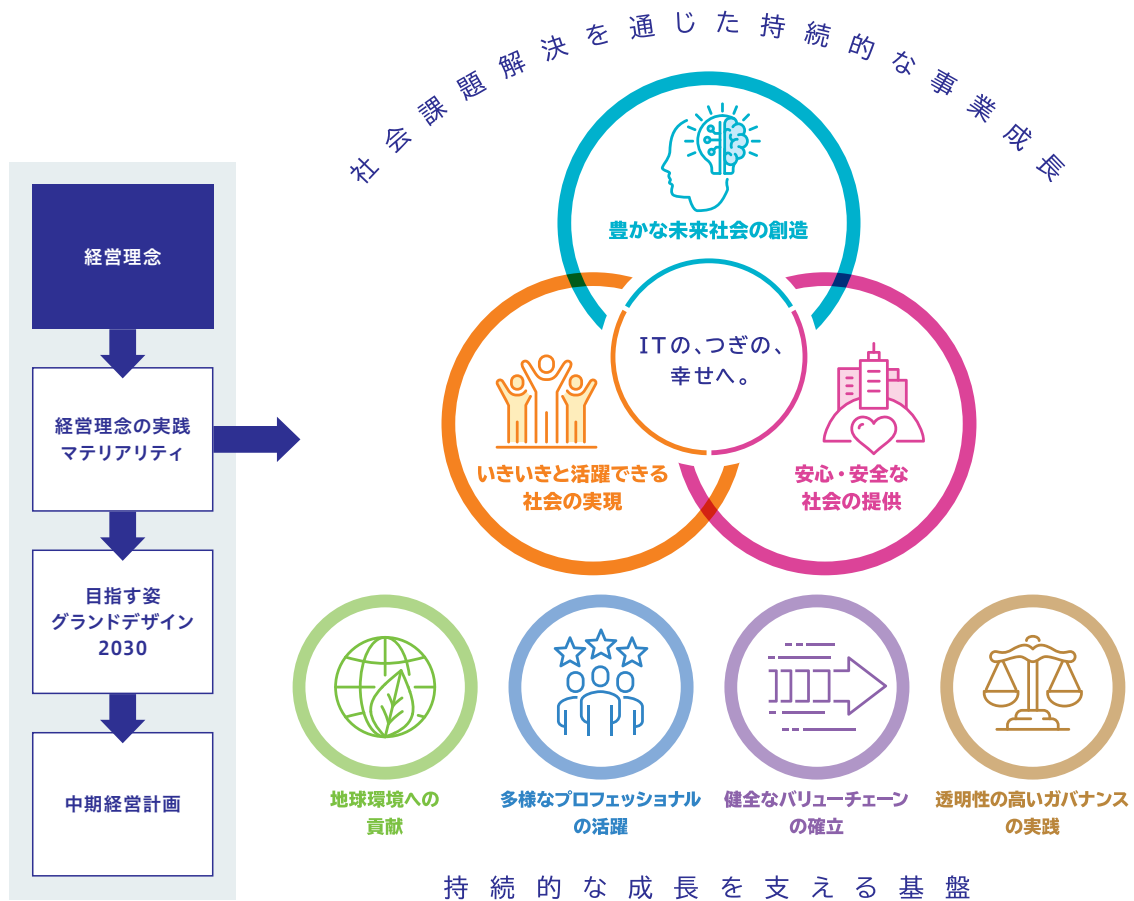 経営理念
経営理念の実践
マテリアリティ
目指す姿
グランドデザイン
2030
中期経営計画
社会課題解決を通じた持続的な事業成長
豊かな未来社会の創造
ITの、つぎの、
幸せへ。
いきいきと活躍できる
社会の実現
安心・安全な
社会の提供
地球環境への
貢献
多様なプロフェッショナル
の活躍
健全なバリューチェーン
の確立
透明性の高いガバナンス
の実践
持続的な成長を支える基盤